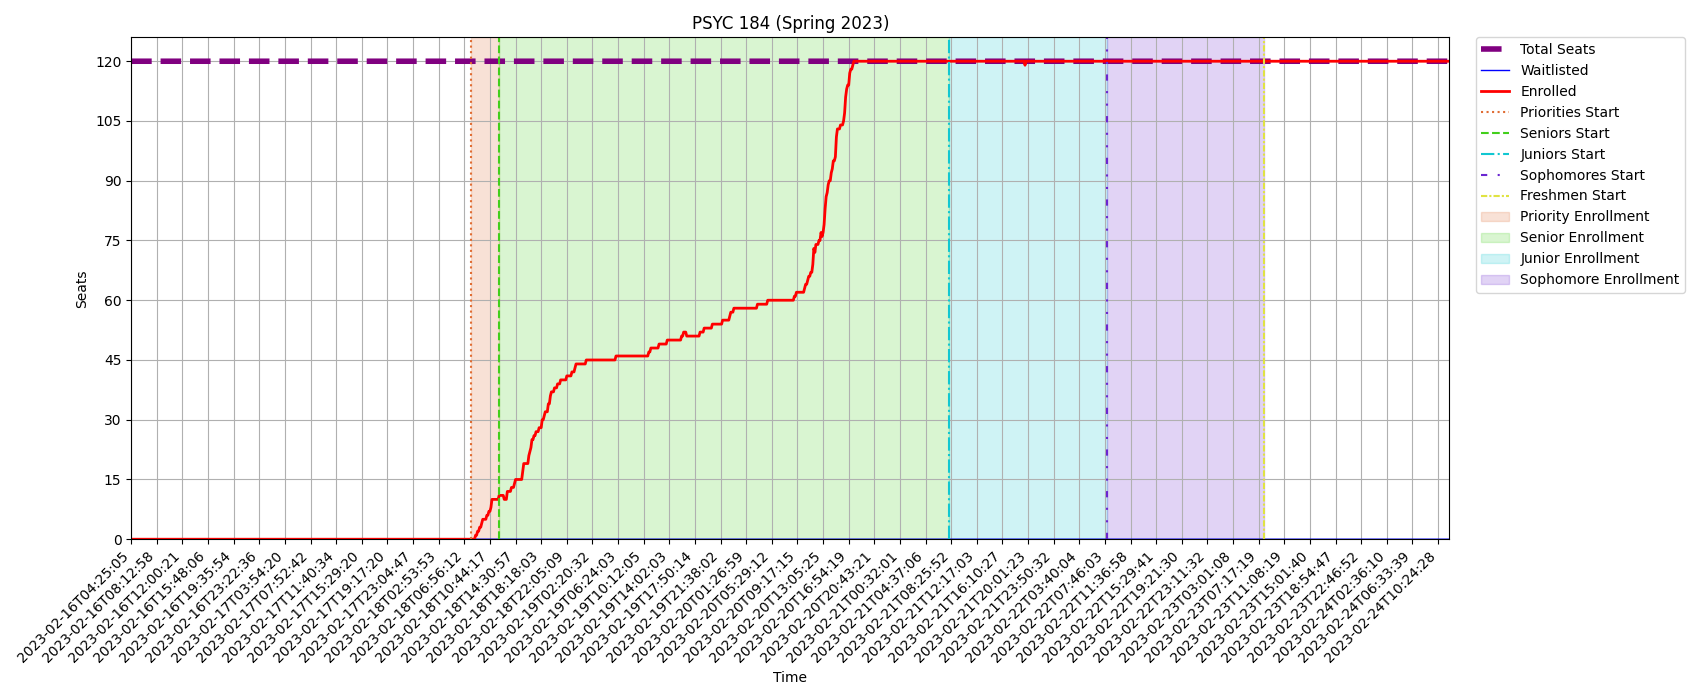 PSYC 184 (Spring 2023)
Seats
120
105
90
75
60
45
30
15
0
2023-02-16T04:25:05
2023-02-16T08:12:58
2023-02-16T12:00:21
2023-02-16T15:48:06
2023-02-16T19:35:54
2023-02-16T23:22:36
2023-02-17T03:54:20
2023-02-17T07:52:42
2023-02-17T11:40:34
2023-02-17T15:29:20
2023-02-17T19:17:20
2023-02-17T23:04:47
2023-02-18T02:53:53
2023-02-18T06:56:12
2023-02-18T10:44:17
2023-02-18T14:30:57
2023-02-18T18:18:03
2023-02-18T22:05:09
2023-02-19T02:20:32
2023-02-19T06:24:03
2023-02-19T10:12:05
2023-02-19T14:02:03
2023-02-19T17:50:14
2023-02-19T21:38:02
2023-02-20T01:26:59
2023-02-20T05:29:12
2023-02-20T09:17:15
2023-02-20T13:05:25
2023-02-20T16:54:19
2023-02-20T20:43:21
2023-02-21T00:32:01
2023-02-21T04:37:06
2023-02-21T08:25:52
2023-02-21T12:17:03
2023-02-21T16:10:27
2023-02-21T20:01:23
2023-02-21T23:50:32
2023-02-22T03:40:04
2023-02-22T07:46:03
2023-02-22T11:36:58
2023-02-22T15:29:41
2023-02-22T19:21:30
2023-02-22T23:11:32
2023-02-23T03:01:08
2023-02-23T07:17:19
2023-02-23T11:08:19
2023-02-23T15:01:40
2023-02-23T18:54:47
2023-02-23T22:46:52
2023-02-24T02:36:10
2023-02-24T06:33:39
2023-02-24T10:24:28
Time
Total Seats
Waitlisted
Enrolled
Priorities Start
Seniors Start
Juniors Start
Sophomores Start
Freshmen Start
Priority Enrollment
Senior Enrollment
Junior Enrollment
Sophomore Enrollment